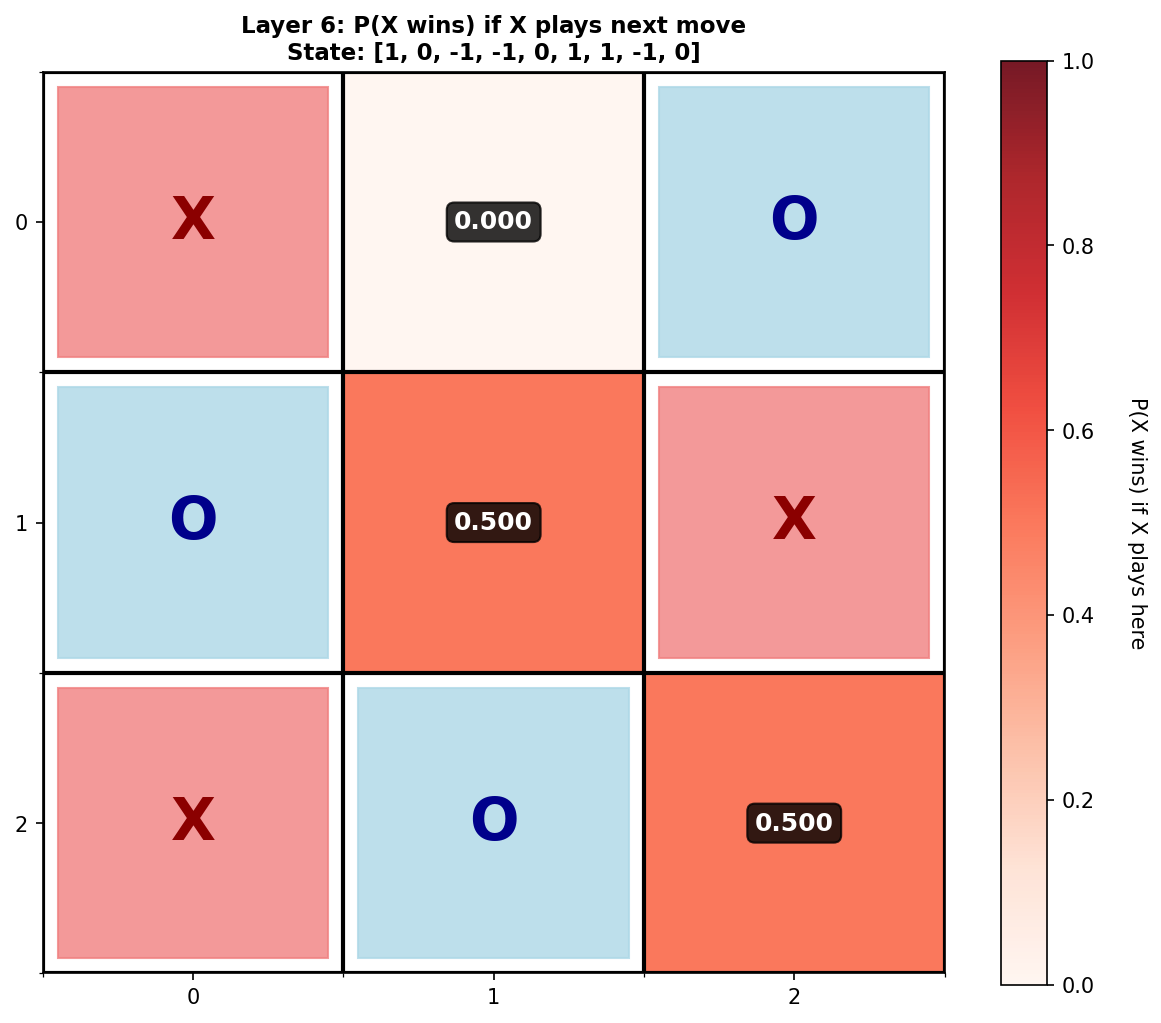 Layer 6: P(X wins) if X plays next move
State: [1, 0, -1, -1, 0, 1, 1, -1, 0]
0
X
0.000
O
1
O
0.500
X
2
X
O
0.500
0
1
2
1.0
0.8
0.6
0.4
0.2
0.0
P(X wins) if X plays here